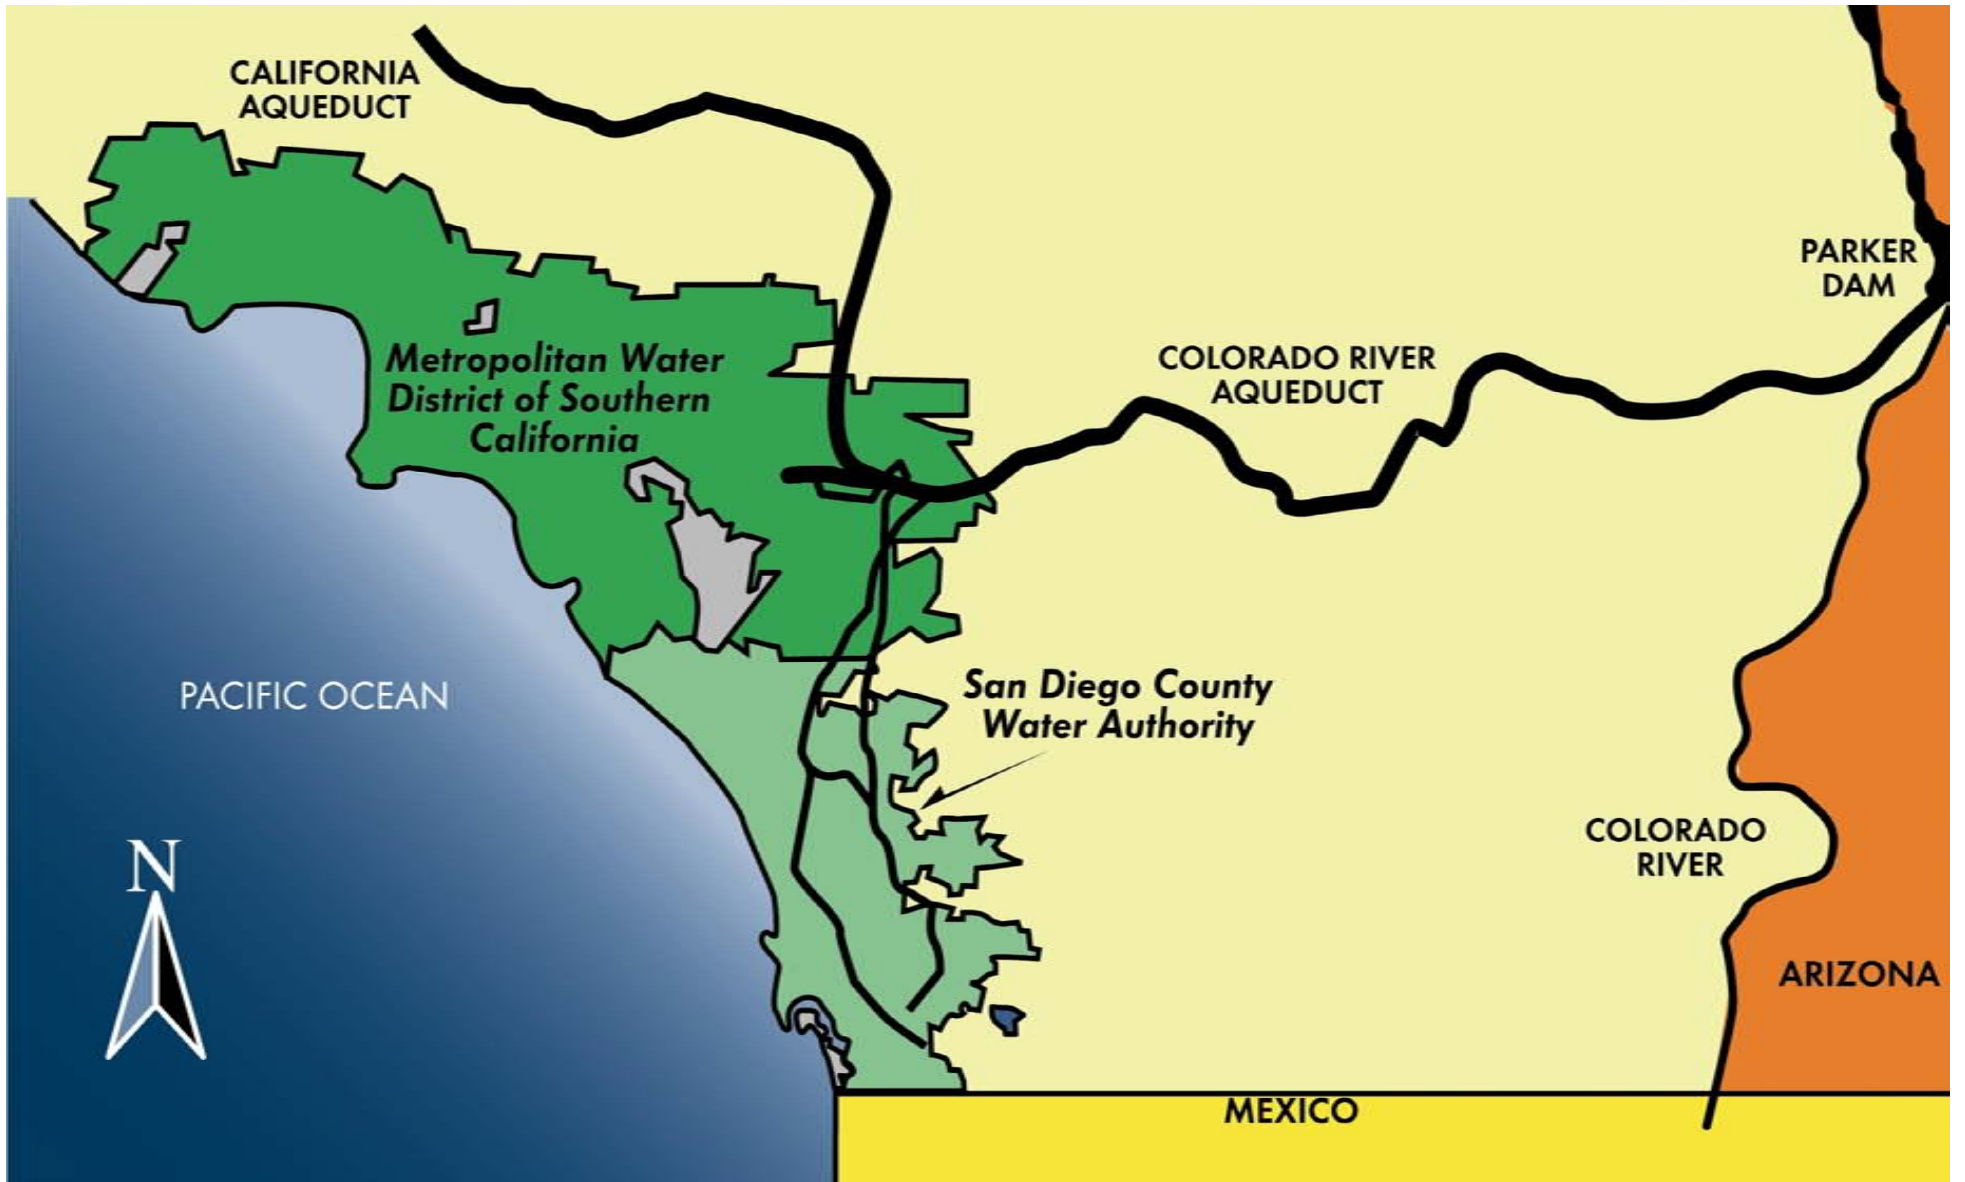 CALIFORNIA
AQUEDUCT
PARKER
DAM
Metropolitan Water
District of Southern
California
COLORADO RIVER
AQUEDUCT
San Diego County
Water Authority
PACIFIC OCEAN
COLORADO
RIVER
N
ARIZONA
MEXICO